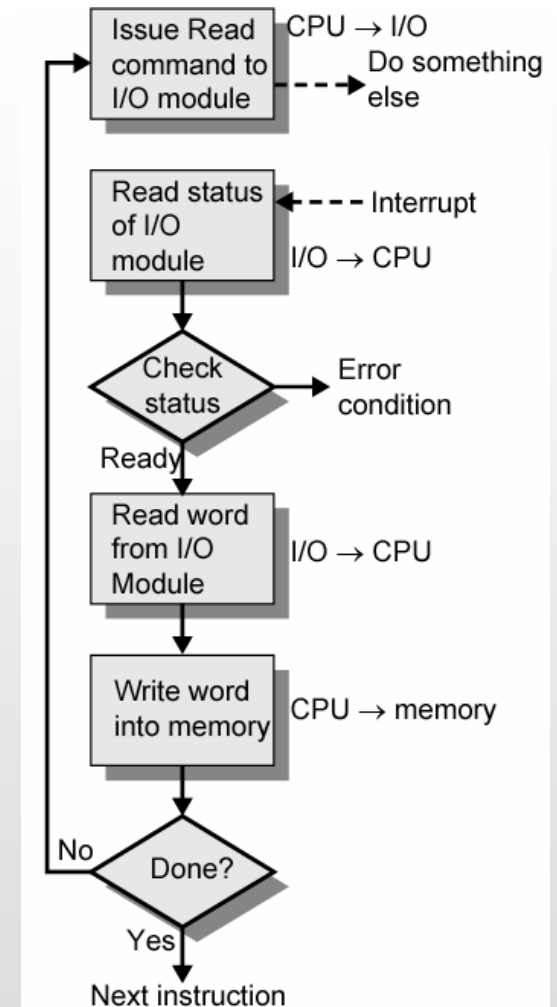 Issue Read
command to
I/O module
CPU → I/O
Do something
else
Read status
of I/O
module
Interrupt
I/O → CPU
Check
status
Error
condition
Ready
Read word
from I/O
Module
I/O → CPU
Write word
into memory
CPU → memory
No
Done?
Yes
Next instruction